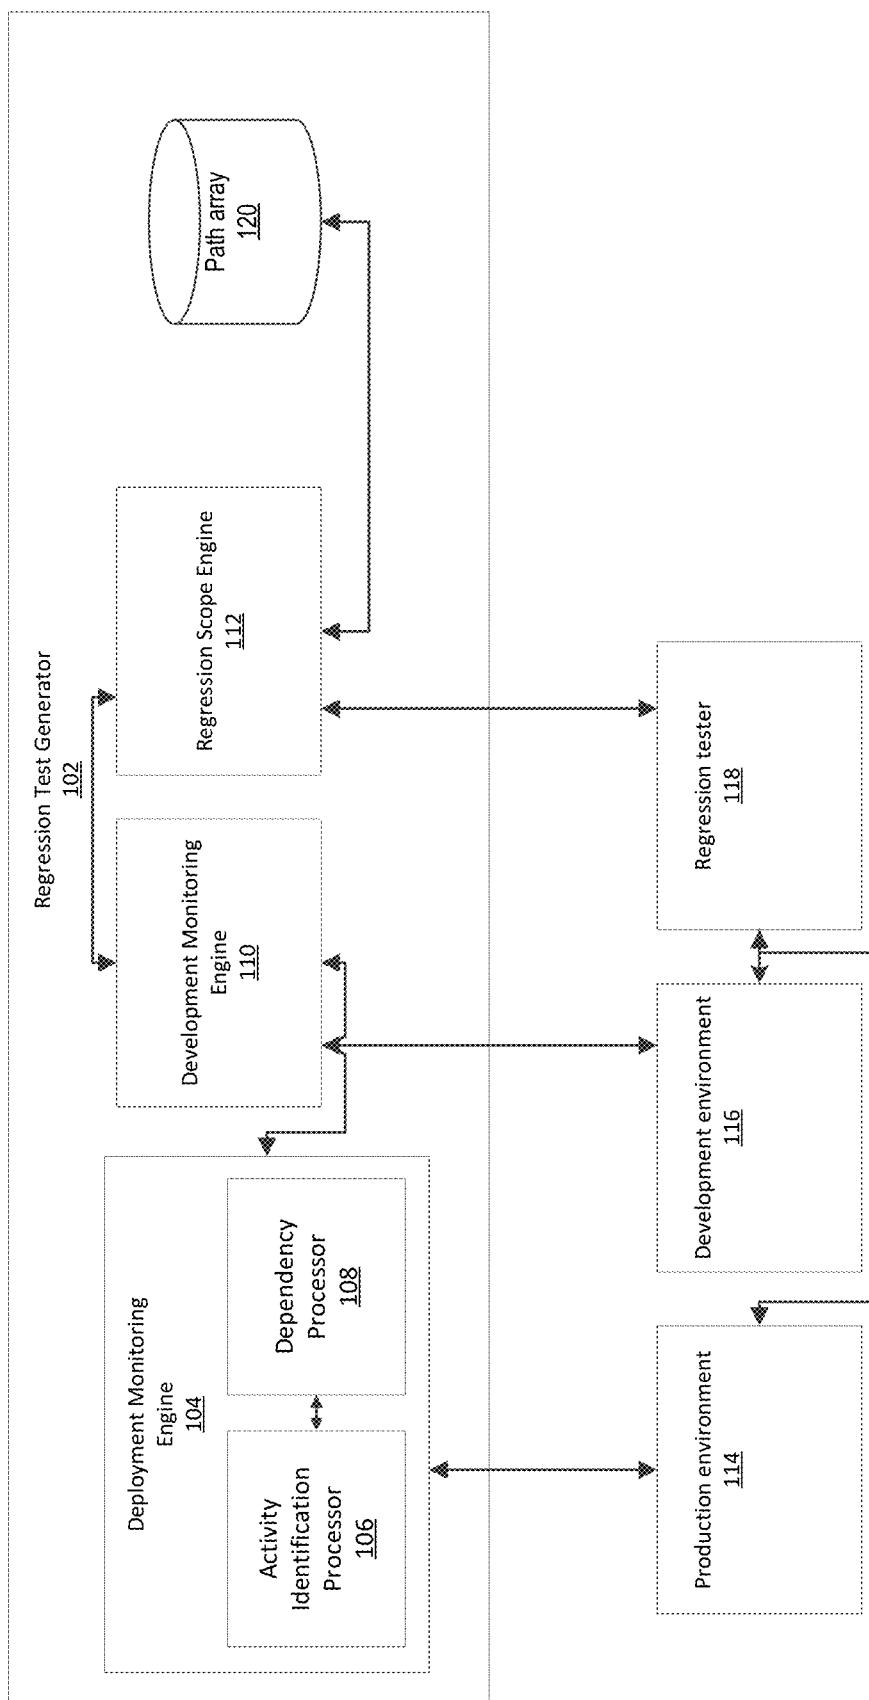 Regression Test Generator
102
Deployment Monitoring
Engine
104
Activity
Identification
Processor
106
Dependency
Processor
108
Development Monitoring
Engine
110
Regression Scope Engine
112
Path array
120
Production environment
114
Development environment
116
Regression tester
118